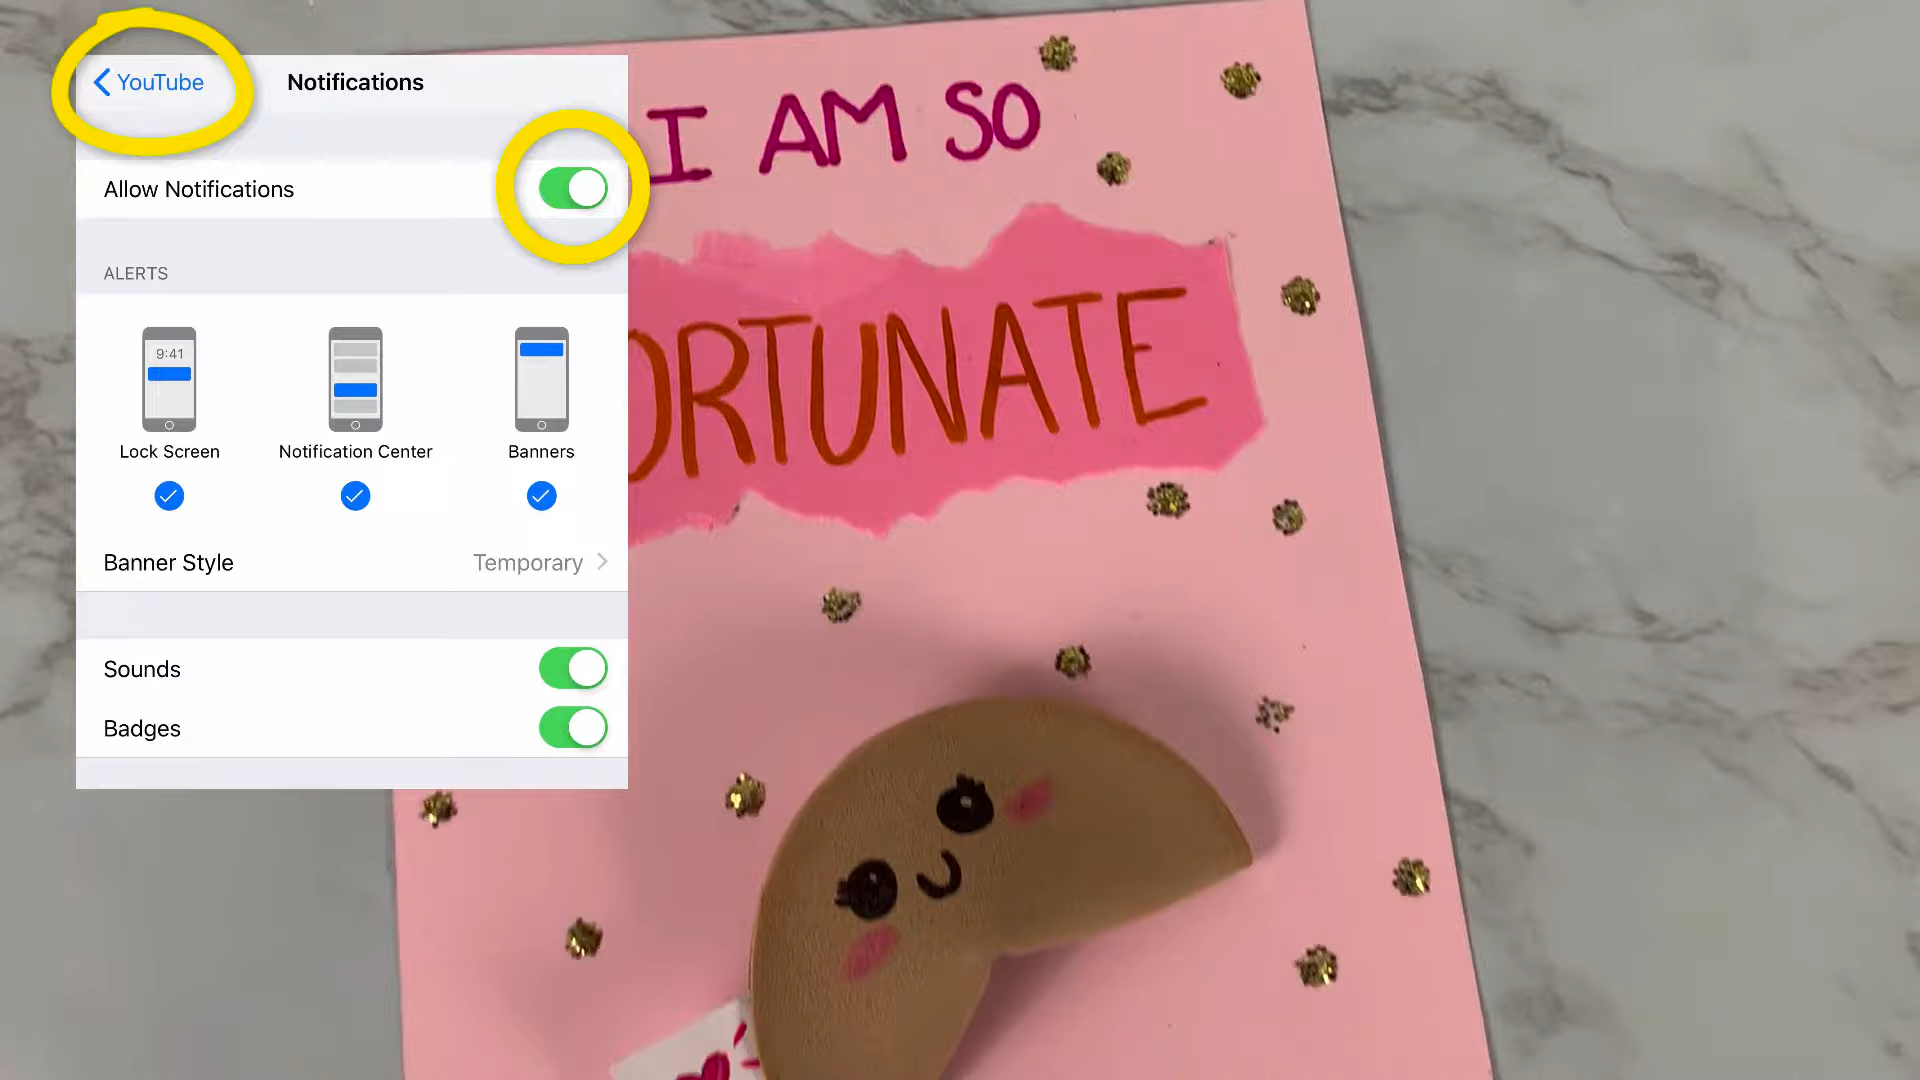 YouTube Notifications
Allow Notifications
ALERTS
9:41
Lock Screen Notification Center Banners
Banner Style Temporary
Sounds
Badges
I AM SO
ORTUNATE